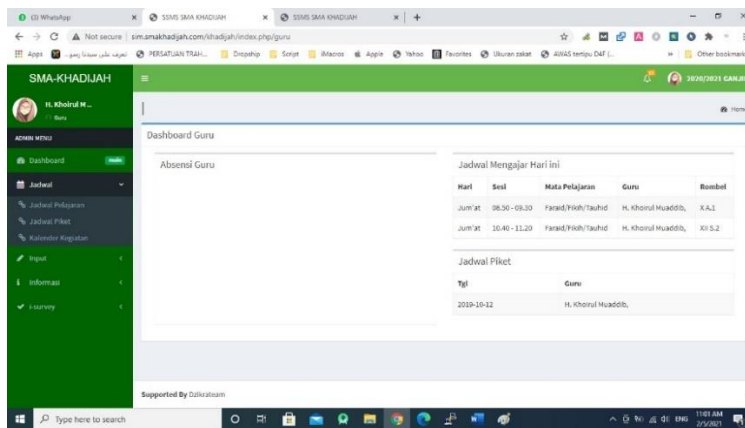 (2) WhatsApp
SSMS SMA KHADIJAH
SSMS SMA KHADIJAH
Not secure | sim.smakhadijah.com/khadijah/index.php/guru
Apps
PERSATUAN TRAH...
Dropship
Script
iMacros
Apple
Yahoo
Favorites
Ukuran zakat
AWAS tertipu D4F (...
Other bookmark
SMA-KHADIJAH
2020/2021 GANJIL
H. Khoirul M ...
Guru
Home
ADMIN MENU
Dashboard Guru
Dashboard
main
Absensi Guru
Jadwal
Jadwal Pelajaran
Jadwal Piket
Kalender Kegiatan
Input
Informasi
i-survey
Jadwal Mengajar Hari ini
Hari Sesi Mata Pelajaran Guru Rombel
Jum'at 08.50 - 09.30 Faraid/Fikih/Tauhid H. Khoirul Muaddib, X A.1
Jum'at 10.40 - 11.20 Faraid/Fikih/Tauhid H. Khoirul Muaddib, XII S.2
Jadwal Piket
Tgl Guru
2019-10-12 H. Khoirul Muaddib,
Supported By Dzikrateam
Type here to search
ENG
11:01 AM
2/5/2021